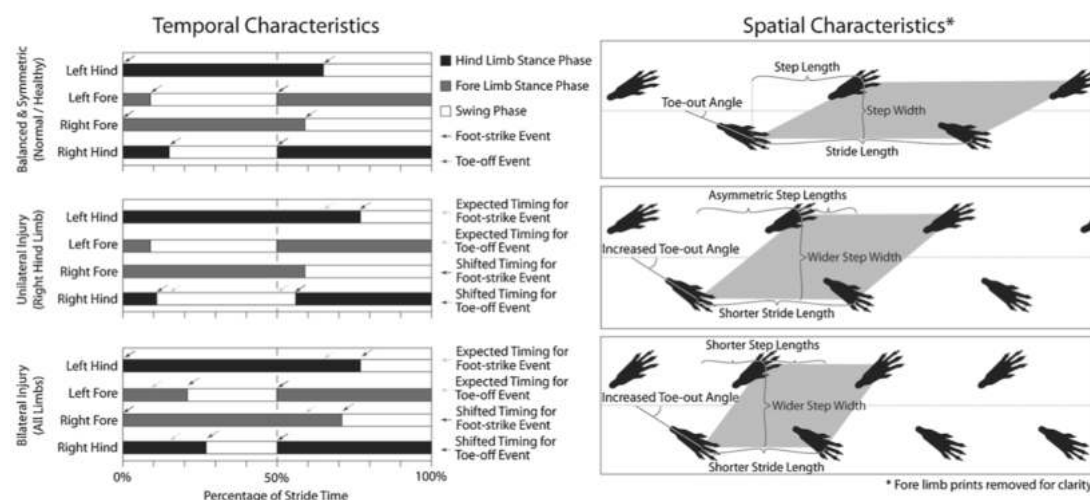 Temporal Characteristics
Spatial Characteristics*
Balanced & Symmetric
(Normal / Healthy)
Left Hind
Left Fore
Right Fore
Right Hind
Hind Limb Stance Phase
Fore Limb Stance Phase
Swing Phase
Foot-strike Event
Toe-off Event
Step Length
Toe-out Angle
Step Width
Stride Length
Unilateral Injury
(Right Hind Limb)
Left Hind
Left Fore
Right Fore
Right Hind
Expected Timing for
Foot-strike Event
Expected Timing for
Toe-off Event
Shifted Timing for
Foot-strike Event
Shifted Timing for
Toe-off Event
Asymmetric Step Lengths
Increased Toe-out Angle
Wider Step Width
Shorter Stride Length
Bilateral Injury
(All Limbs)
Left Hind
Left Fore
Right Fore
Right Hind
Expected Timing for
Foot-strike Event
Expected Timing for
Toe-off Event
Shifted Timing for
Foot-strike Event
Shifted Timing for
Toe-off Event
Shorter Step Lengths
Increased Toe-out Angle
Wider Step Width
Shorter Stride Length
0%
50%
100%
Percentage of Stride Time
* Fore limb prints removed for clarity